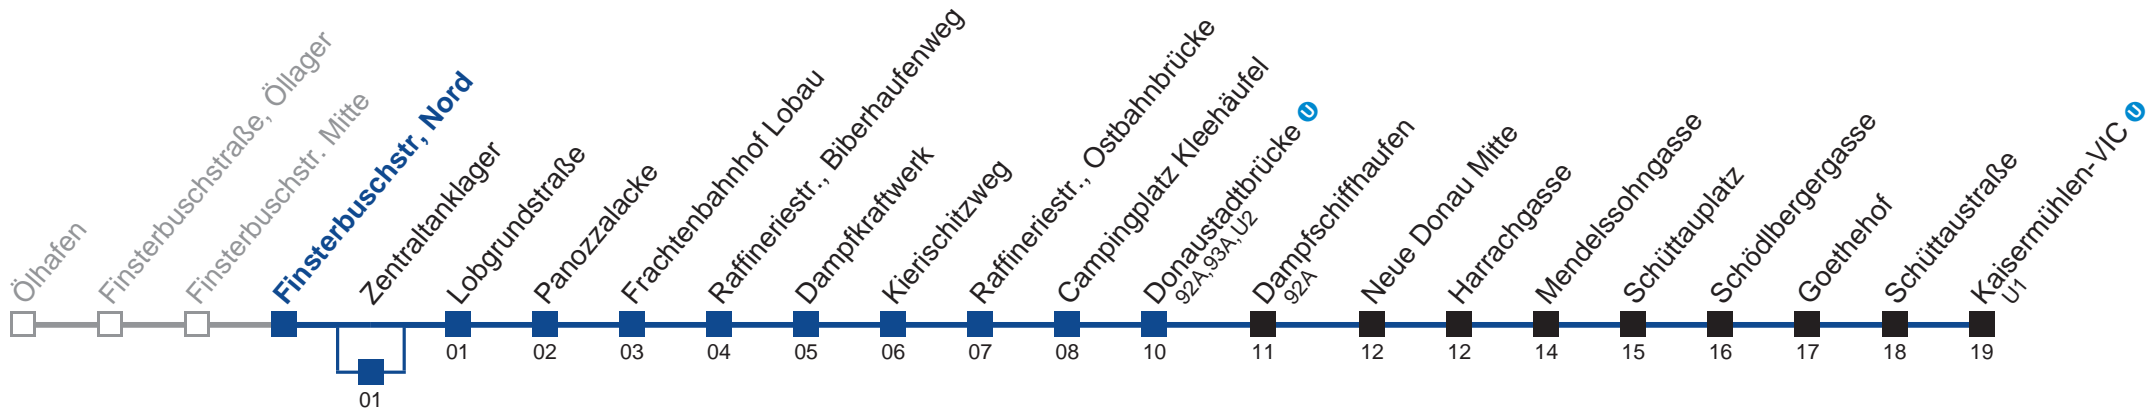 Ölhafen
Finsterbuschstraße, Öllager
Finsterbuschstr. Mitte
Finsterbuschstr, Nord
Zentraltanklager
Lobgrundstraße
Panozzalacke
Frachtenbahnhof Lobau
Raffineriestr., Biberhaufenweg
Dampfkraftwerk
Kierischitzweg
Raffineriestr., Ostbahnbrücke
Campingplatz Kleehäufel
Donaustadtbrücke U
92A,93A,U2
Dampfschiffhaufen
92A
Neue Donau Mitte
Harrachgasse
Mendelssohngasse
Schüttauplatz
Schödlbergergasse
Goethehof
Schüttaustraße
Kaisermühlen-VIC U
U1
01 02 03 04 05 06 07 08 10 11 12 12 14 15 16 17 18 19
01